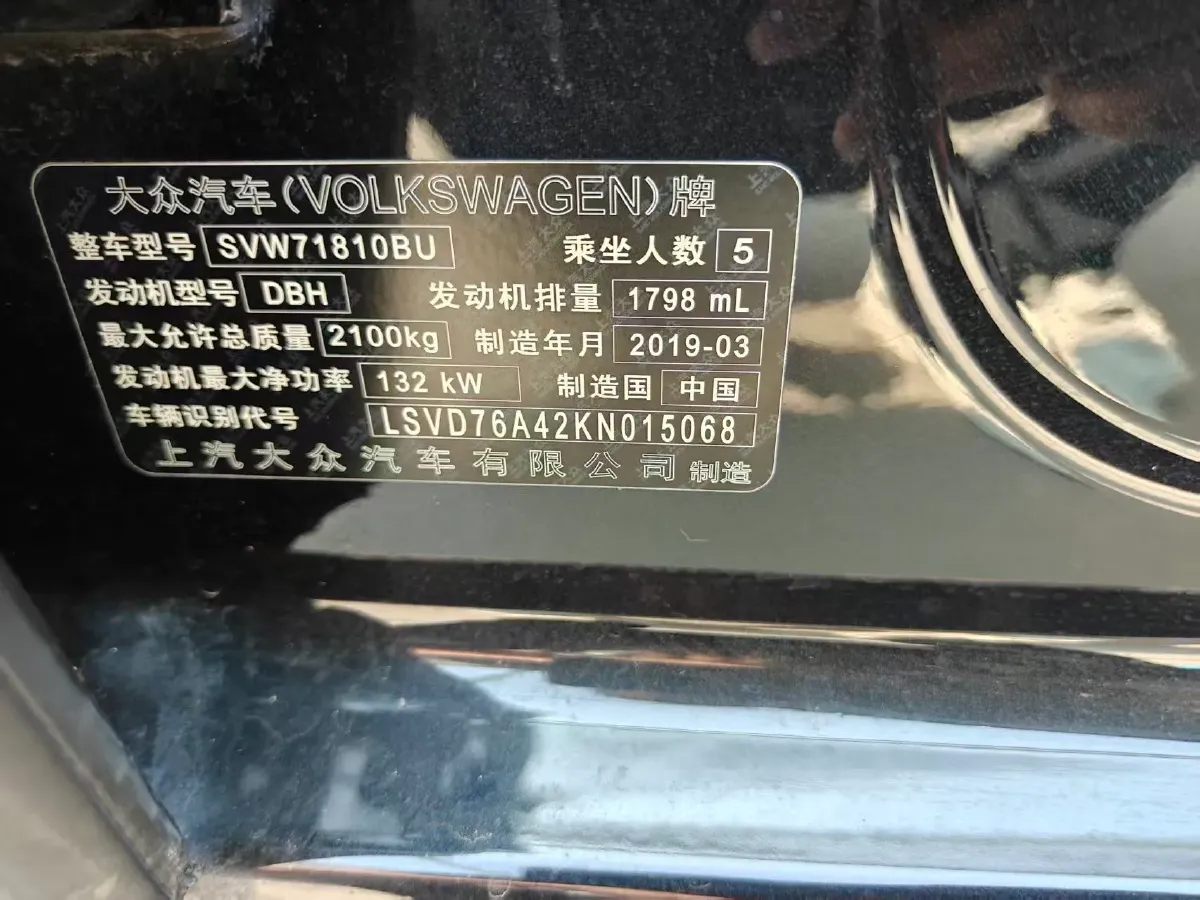 大众汽车(VOLKSWAGEN)牌
整车型号 SVW71810BU 乘坐人数 5
发动机型号 DBH 发动机排量 1798 mL
最大允许总质量 2100kg 制造年月 2019-03
发动机最大净功率 132 kW 制造国 中国
车辆识别代号 LSVD76A42KN015068
上汽大众汽车有限公司 制造